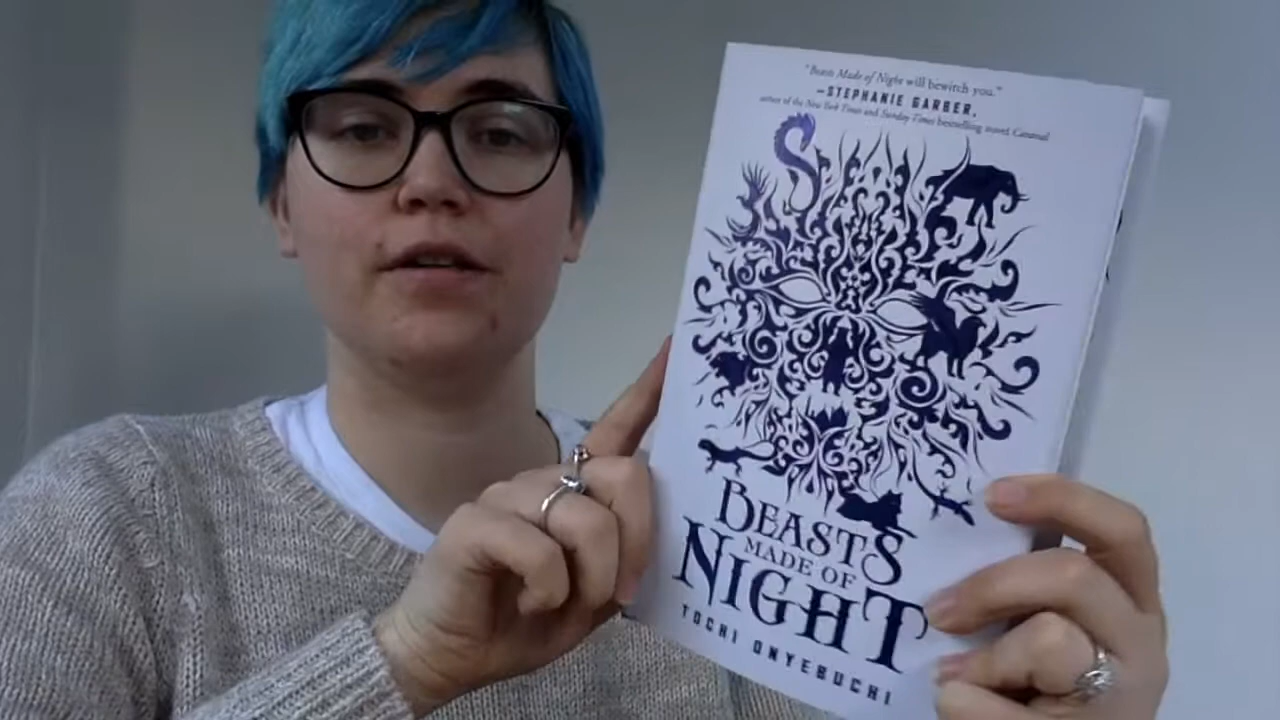 "Beasts Made of Night will bewitch you."
—STEPHANIE GARBER,
author of the New York Times and Sunday Times bestselling novel Caraval
BEASTS
MADE OF
NIGHT
TOCHI ONYEBUCHI